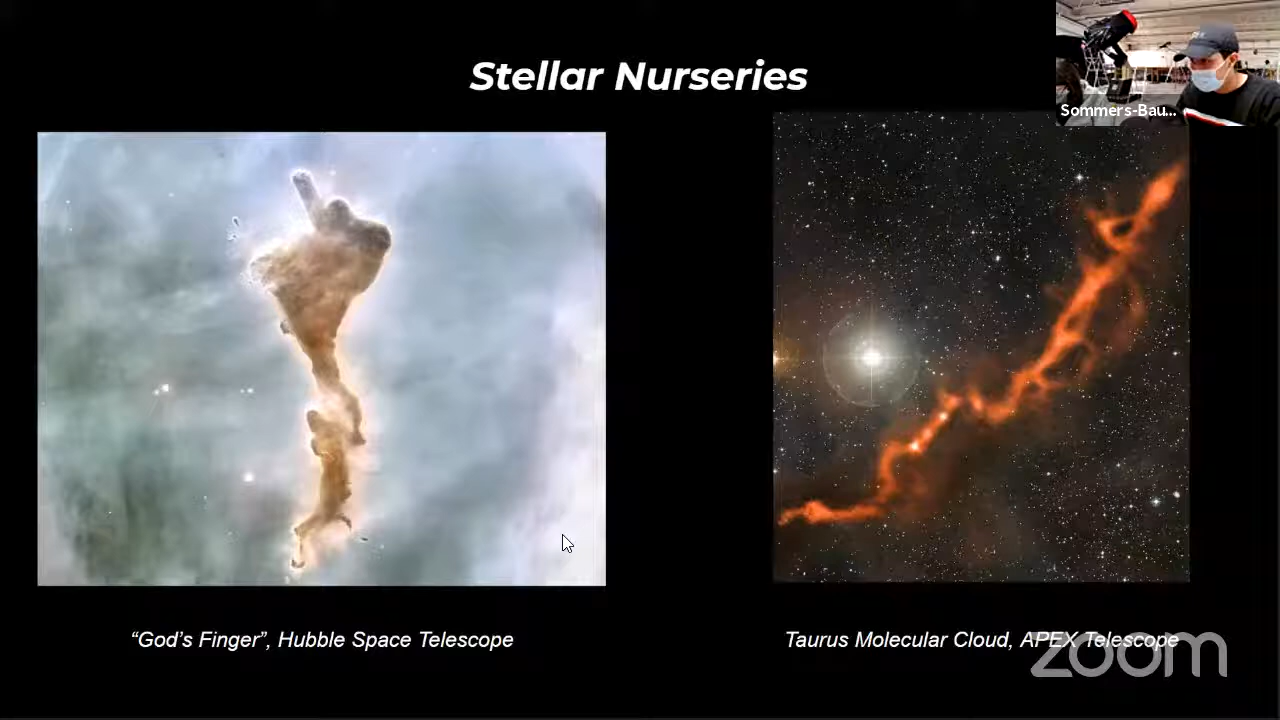 Stellar Nurseries
Sommers-Bau...
“God’s Finger”, Hubble Space Telescope
Taurus Molecular Cloud, APEX Telescope
zoom